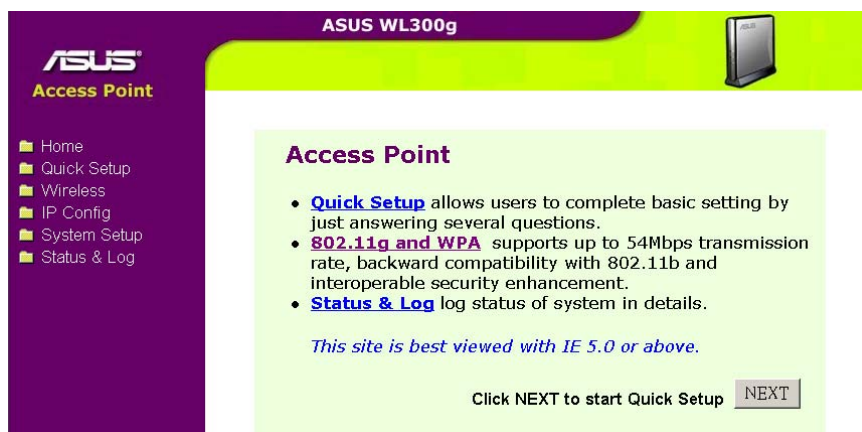 ASUS WL300g
ASUS
Access Point
Home
Quick Setup
Wireless
IP Config
System Setup
Status & Log
Access Point
• Quick Setup allows users to complete basic setting by
just answering several questions.
• 802.11g and WPA supports up to 54Mbps transmission
rate, backward compatibility with 802.11b and
interoperable security enhancement.
• Status & Log log status of system in details.
This site is best viewed with IE 5.0 or above.
Click NEXT to start Quick Setup NEXT